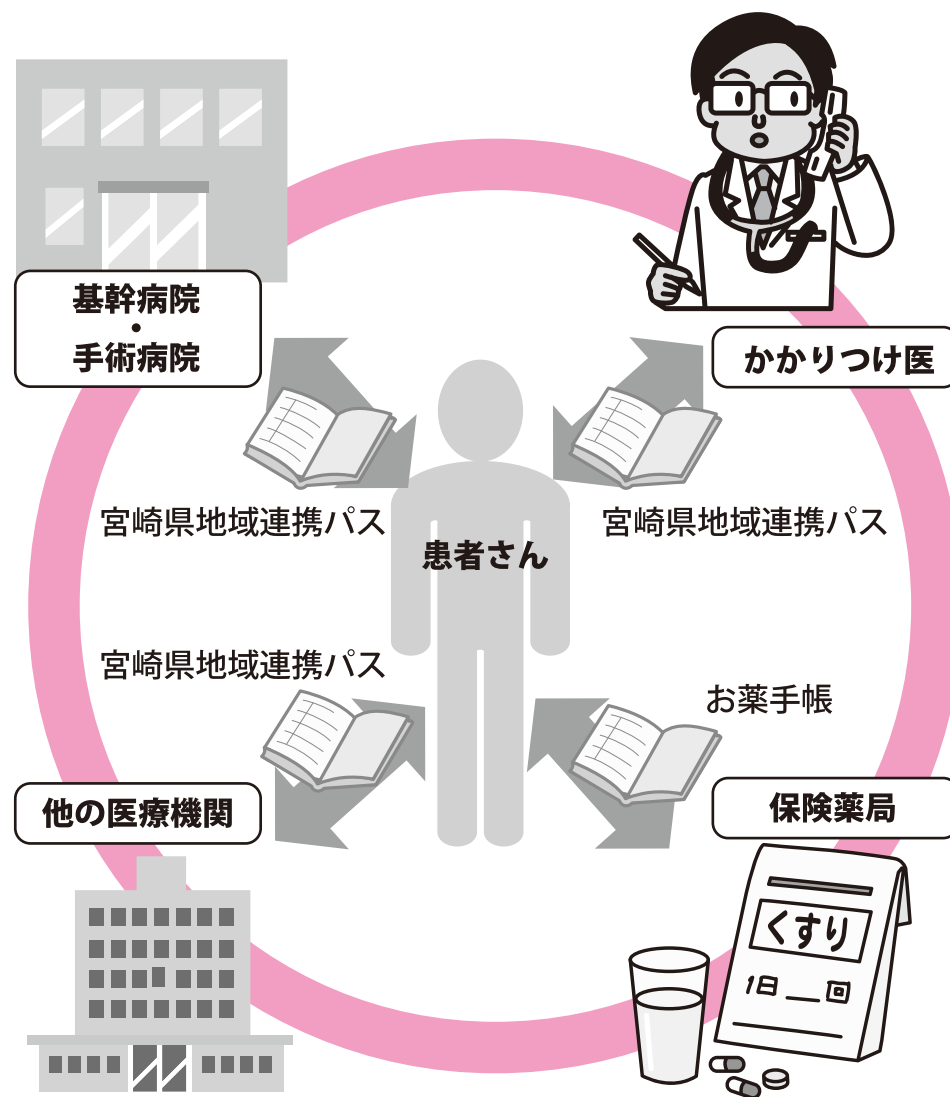 基幹病院
・
手術病院
かかりつけ医
宮崎県地域連携パス
宮崎県地域連携パス
患者さん
宮崎県地域連携パス
お薬手帳
他の医療機関
保険薬局
くすり
1日__回